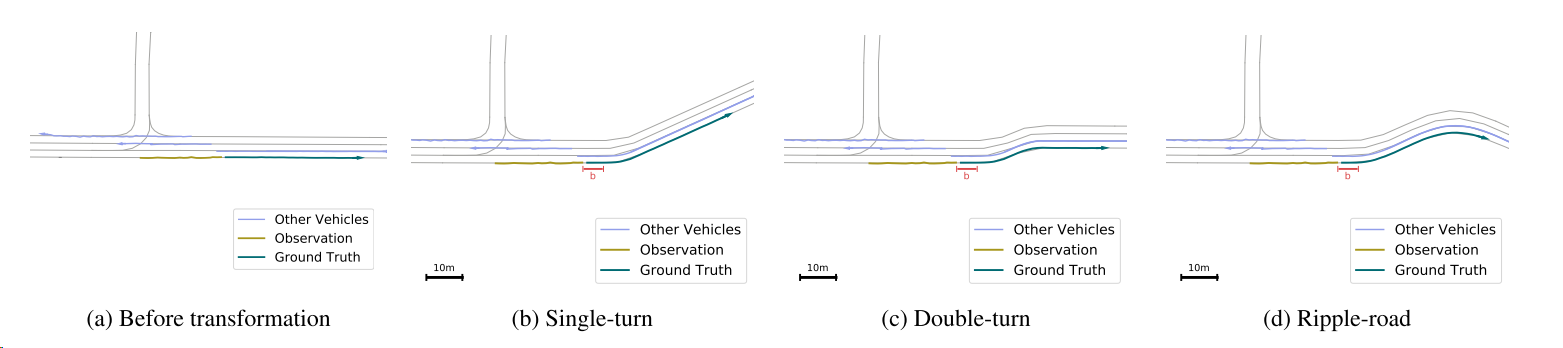 Other Vehicles
Observation
Ground Truth
(a) Before transformation
b
Other Vehicles
Observation
Ground Truth
10m
(b) Single-turn
b
Other Vehicles
Observation
Ground Truth
10m
(c) Double-turn
b
Other Vehicles
Observation
Ground Truth
10m
(d) Ripple-road